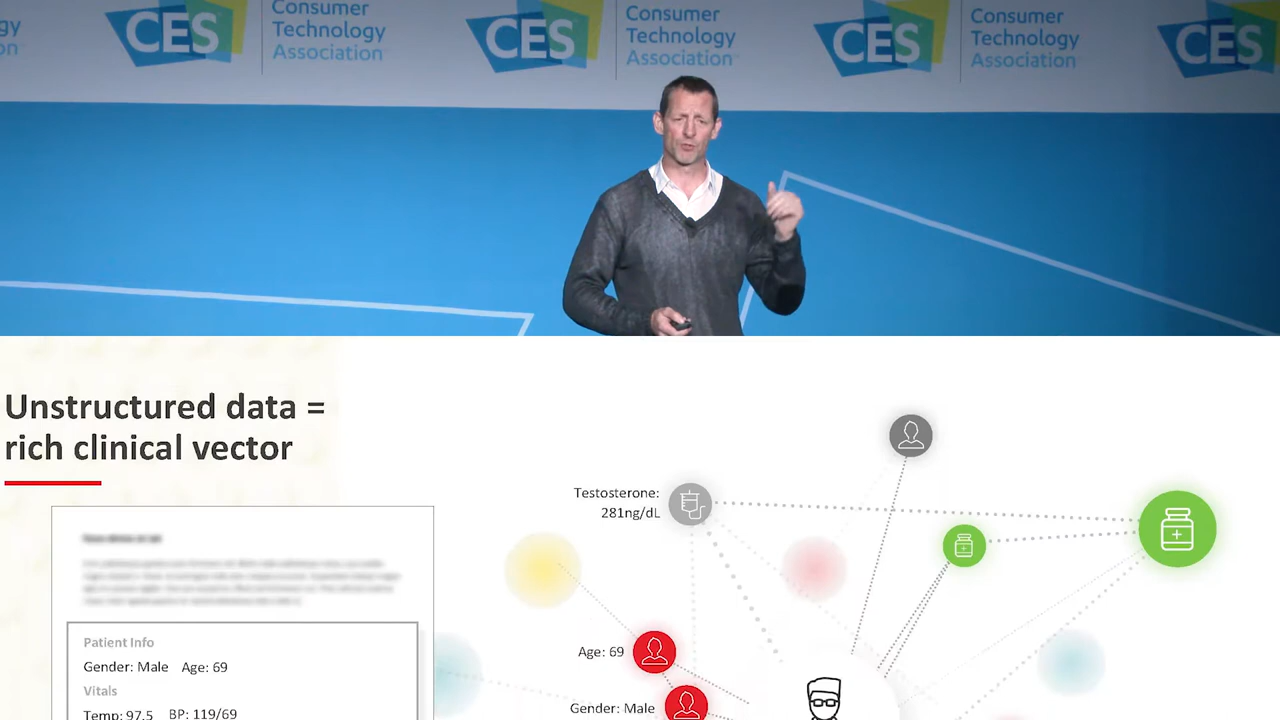 gy
on
CES
Consumer
Technology
Association
CES
Consumer
Technology
Association
CES
Consumer
Technology
Association
CES
Unstructured data =
rich clinical vector
Testosterone:
281ng/dL
Age: 69
Gender: Male
Patient Info
Gender: Male Age: 69
Vitals
Temp: 97.5 BP: 119/69